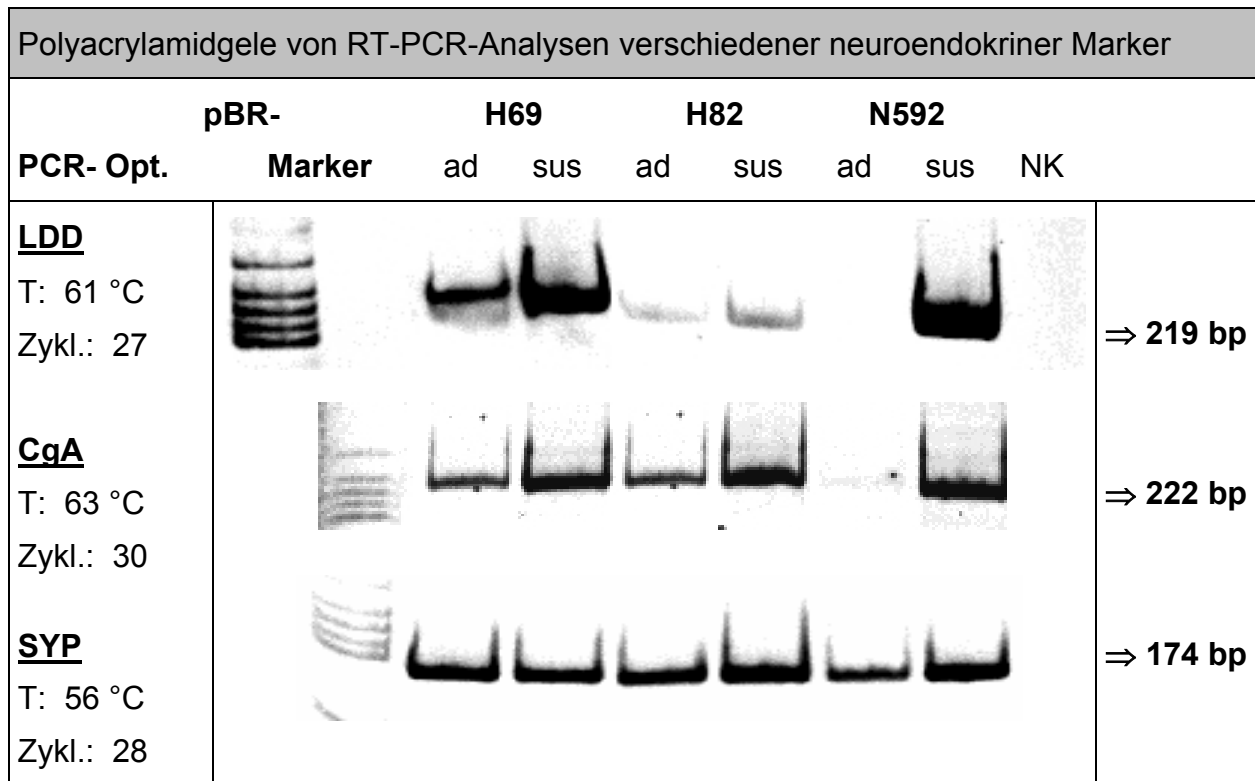 Polyacrylamidgele von RT-PCR-Analysen verschiedener neuroendokriner Marker
pBR- H69 H82 N592
PCR- Opt. Marker ad sus ad sus ad sus NK
LDD
T: 61 °C
Zykl.: 27
⇒ 219 bp
CgA
T: 63 °C
Zykl.: 30
⇒ 222 bp
SYP
T: 56 °C
Zykl.: 28
⇒ 174 bp